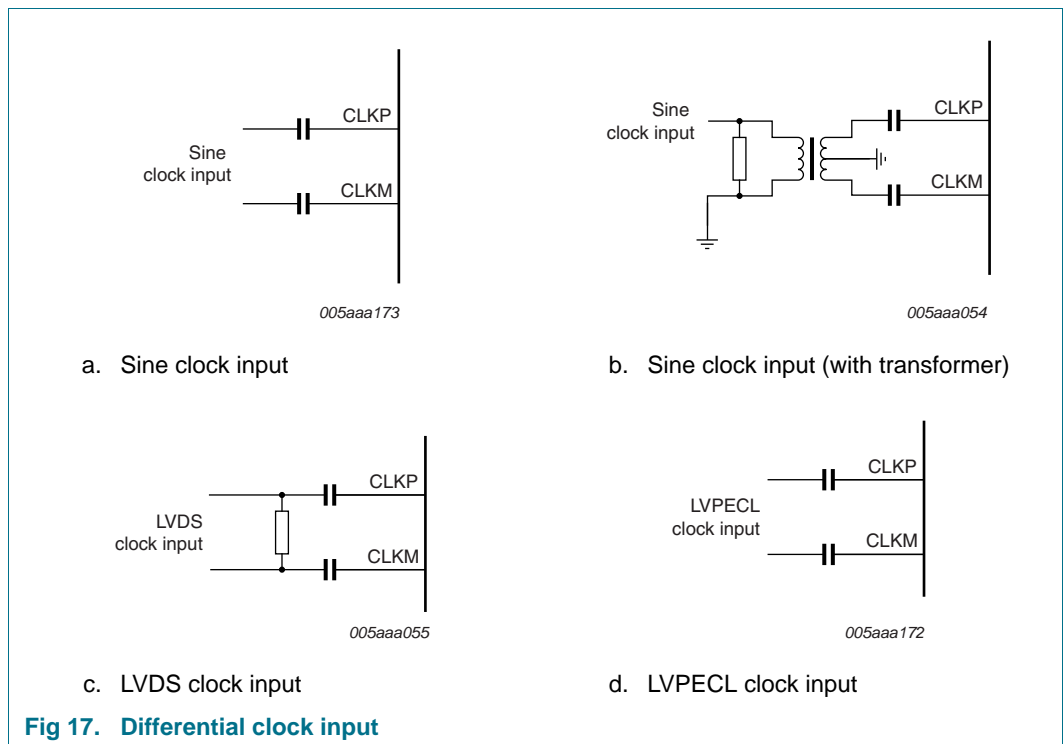 CLKP
Sine
clock input
CLKM
005aaa173
a. Sine clock input
Sine
clock input
CLKP
CLKM
005aaa054
b. Sine clock input (with transformer)
CLKP
LVDS
clock input
CLKM
005aaa055
c. LVDS clock input
CLKP
LVPECL
clock input
CLKM
005aaa172
d. LVPECL clock input
Fig 17. Differential clock input